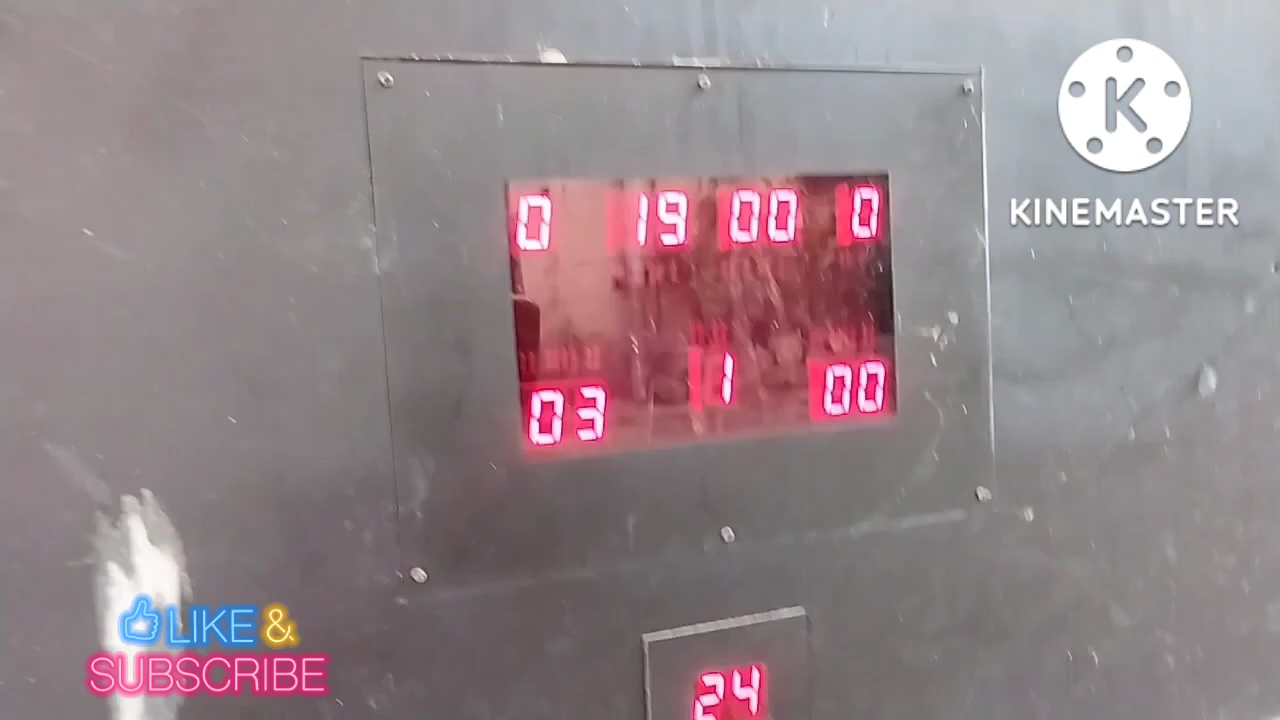 0 19 00 0
03 1 00
24
K
KINEMASTER
LIKE &
SUBSCRIBE